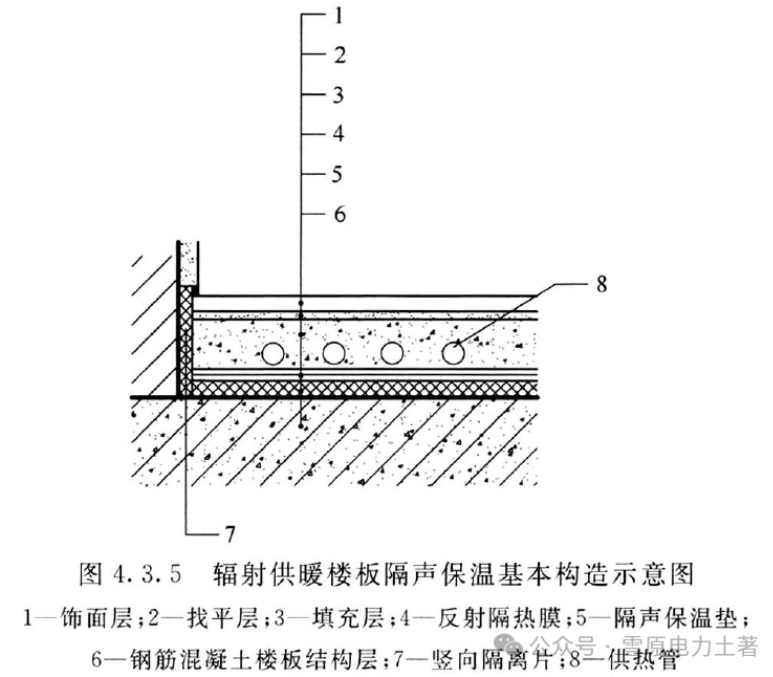 1
2
3
4
5
6
8
7
图 4.3.5 辐射供暖楼板隔声保温基本构造示意图
1—饰面层;2—找平层;3—填充层;4—反射隔热膜;5—隔声保温垫;
6—钢筋混凝土楼板结构层;7—竖向隔离片;8—供热管
公众号·雪原电力土著